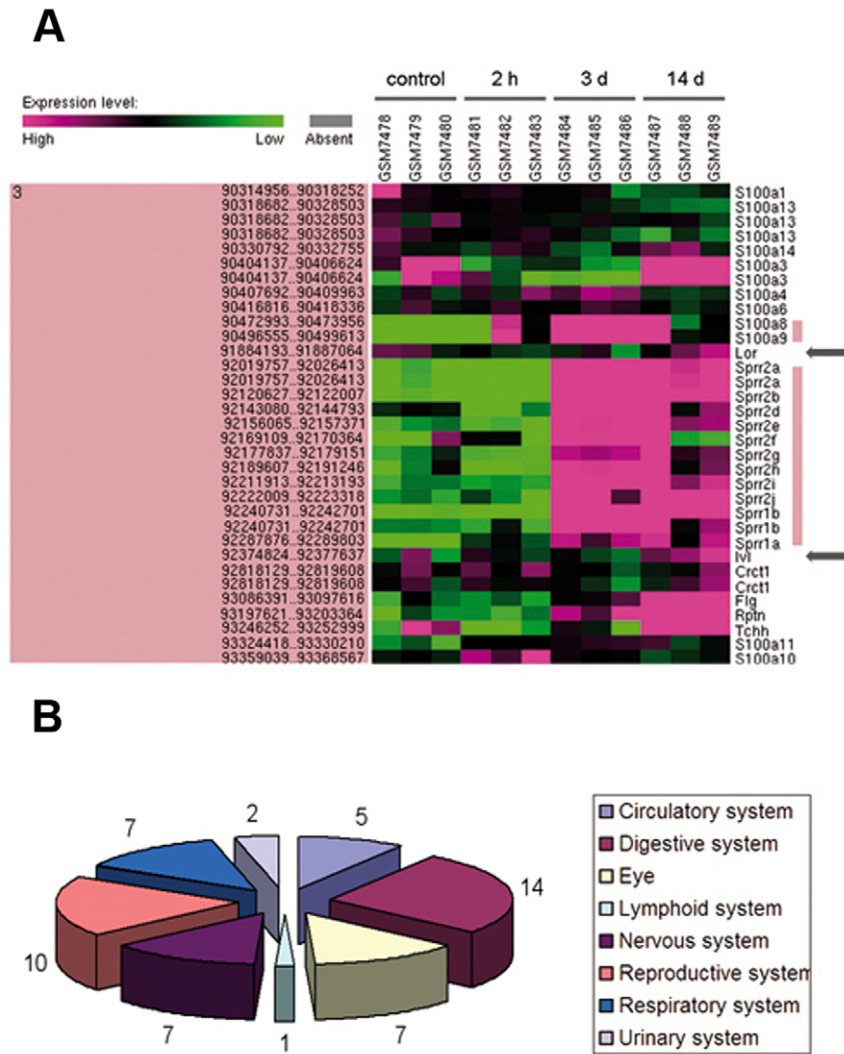 A
control 2 h 3 d 14 d
Expression level:
High Low Absent
GSM7478
GSM7479
GSM7480
GSM7481
GSM7482
GSM7483
GSM7484
GSM7485
GSM7486
GSM7487
GSM7488
GSM7489
3
90314956..90318252 S100a1
90318682..90328503 S100a13
90318682..90328503 S100a13
90318682..90328503 S100a13
90330792..90332755 S100a14
90404137..90406624 S100a3
90404137..90406624 S100a3
90407692..90409963 S100a4
90416816..90418336 S100a6
90472993..90473956 S100a8
90496555..90499613 S100a9
91884193..91887064 Lor
92019757..92026413 Sprr2a
92019757..92026413 Sprr2a
92120627..92122007 Sprr2b
92143080..92144793 Sprr2d
92156065..92157371 Sprr2e
92169109..92170364 Sprr2f
92177837..92179151 Sprr2g
92189607..92191246 Sprr2h
92211913..92213193 Sprr2i
92222009..92223318 Sprr2j
92240731..92242701 Sprr1b
92240731..92242701 Sprr1b
92287876..92289803 Sprr1a
92374824..92377637 Ivl
92818129..92819608 Crct1
92818129..92819608 Crct1
93086391..93097616 Flg
93197621..93203364 Rptn
93246252..93252999 Tchh
93324418..93330210 S100a11
93359039..93368567 S100a10
B
2
5
7
14
10
7
1
7
Circulatory system
Digestive system
Eye
Lymphoid system
Nervous system
Reproductive system
Respiratory system
Urinary system